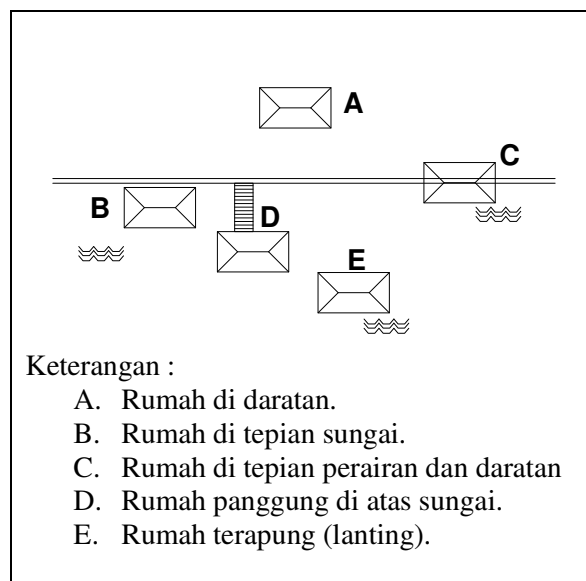 A
C
B
D
E
Keterangan :
A. Rumah di daratan.
B. Rumah di tepian sungai.
C. Rumah di tepian perairan dan daratan
D. Rumah panggung di atas sungai.
E. Rumah terapung (lanting).